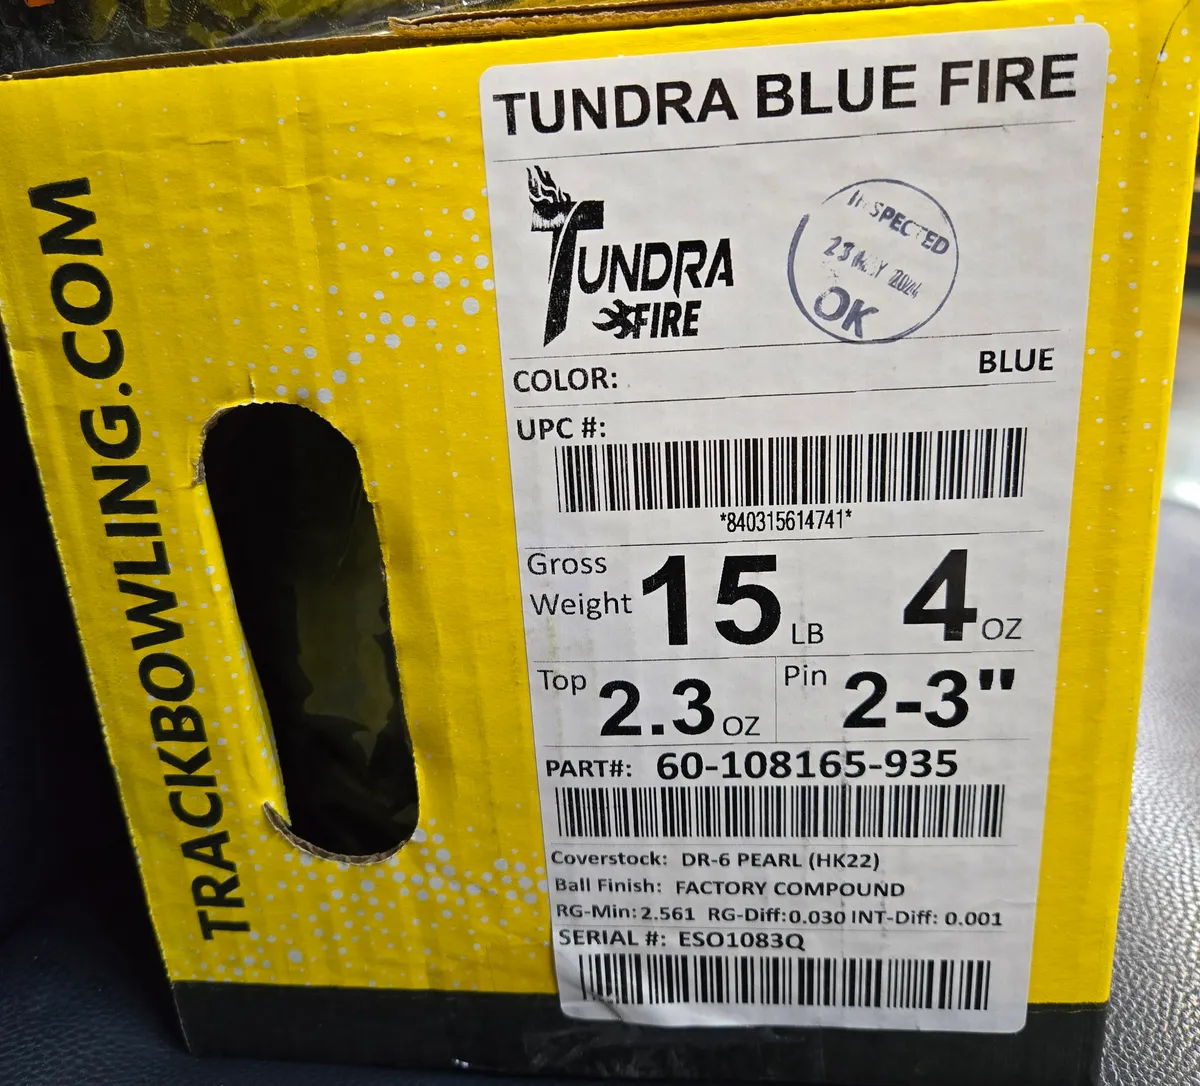 TRACKBOWLING.COM
TUNDRA BLUE FIRE
TUNDRA
FIRE
INSPECTED
23 MAY 2024
OK
COLOR: BLUE
UPC #:
*840315614741*
Gross Weight 15 LB 4 OZ
Top 2.3 OZ Pin 2-3"
PART#: 60-108165-935
Coverstock: DR-6 PEARL (HK22)
Ball Finish: FACTORY COMPOUND
RG-Min: 2.561 RG-Diff: 0.030 INT-Diff: 0.001
SERIAL #: ESO1083Q